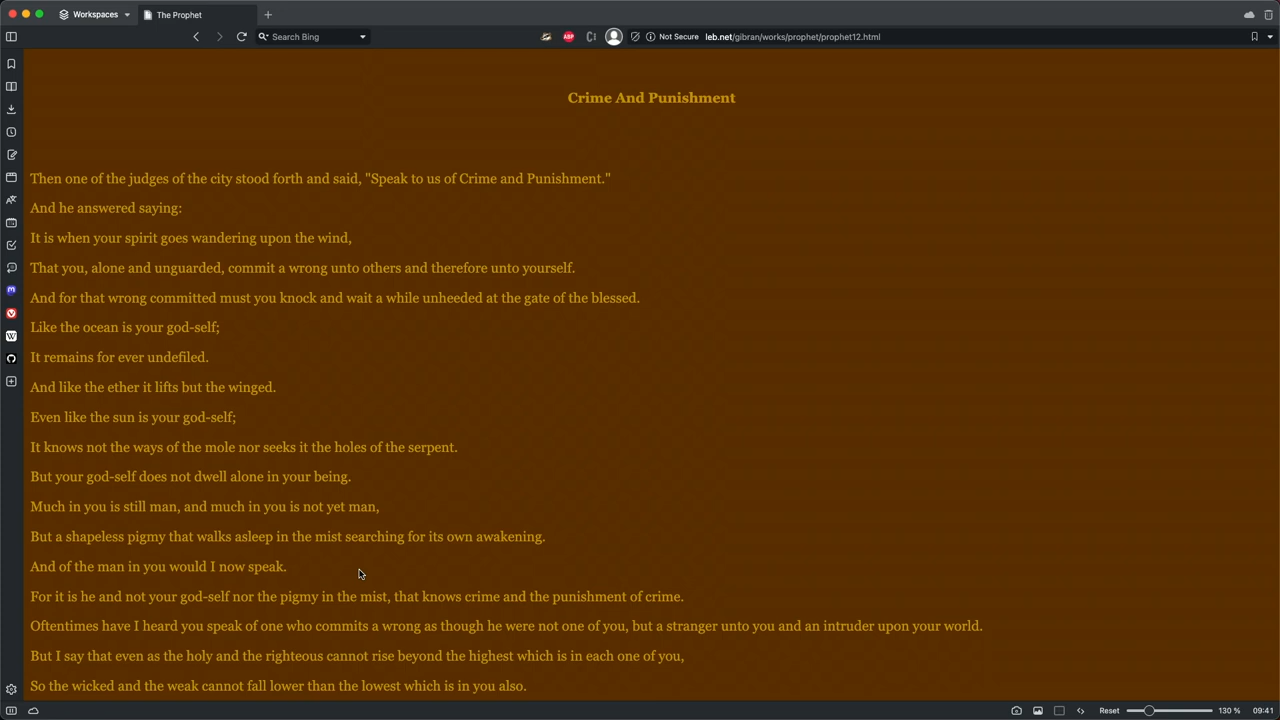 Workspaces
The Prophet
Search Bing
ABP
Not Secure leb.net/gibran/works/prophet/prophet12.html
Crime And Punishment
Then one of the judges of the city stood forth and said, "Speak to us of Crime and Punishment."
And he answered saying:
It is when your spirit goes wandering upon the wind,
That you, alone and unguarded, commit a wrong unto others and therefore unto yourself.
And for that wrong committed must you knock and wait a while unheeded at the gate of the blessed.
Like the ocean is your god-self;
It remains for ever undefiled.
And like the ether it lifts but the winged.
Even like the sun is your god-self;
It knows not the ways of the mole nor seeks it the holes of the serpent.
But your god-self does not dwell alone in your being.
Much in you is still man, and much in you is not yet man,
But a shapeless pigmy that walks asleep in the mist searching for its own awakening.
And of the man in you would I now speak.
For it is he and not your god-self nor the pigmy in the mist, that knows crime and the punishment of crime.
Oftentimes have I heard you speak of one who commits a wrong as though he were not one of you, but a stranger unto you and an intruder upon your world.
But I say that even as the holy and the righteous cannot rise beyond the highest which is in each one of you,
So the wicked and the weak cannot fall lower than the lowest which is in you also.
Reset 130 % 09:41